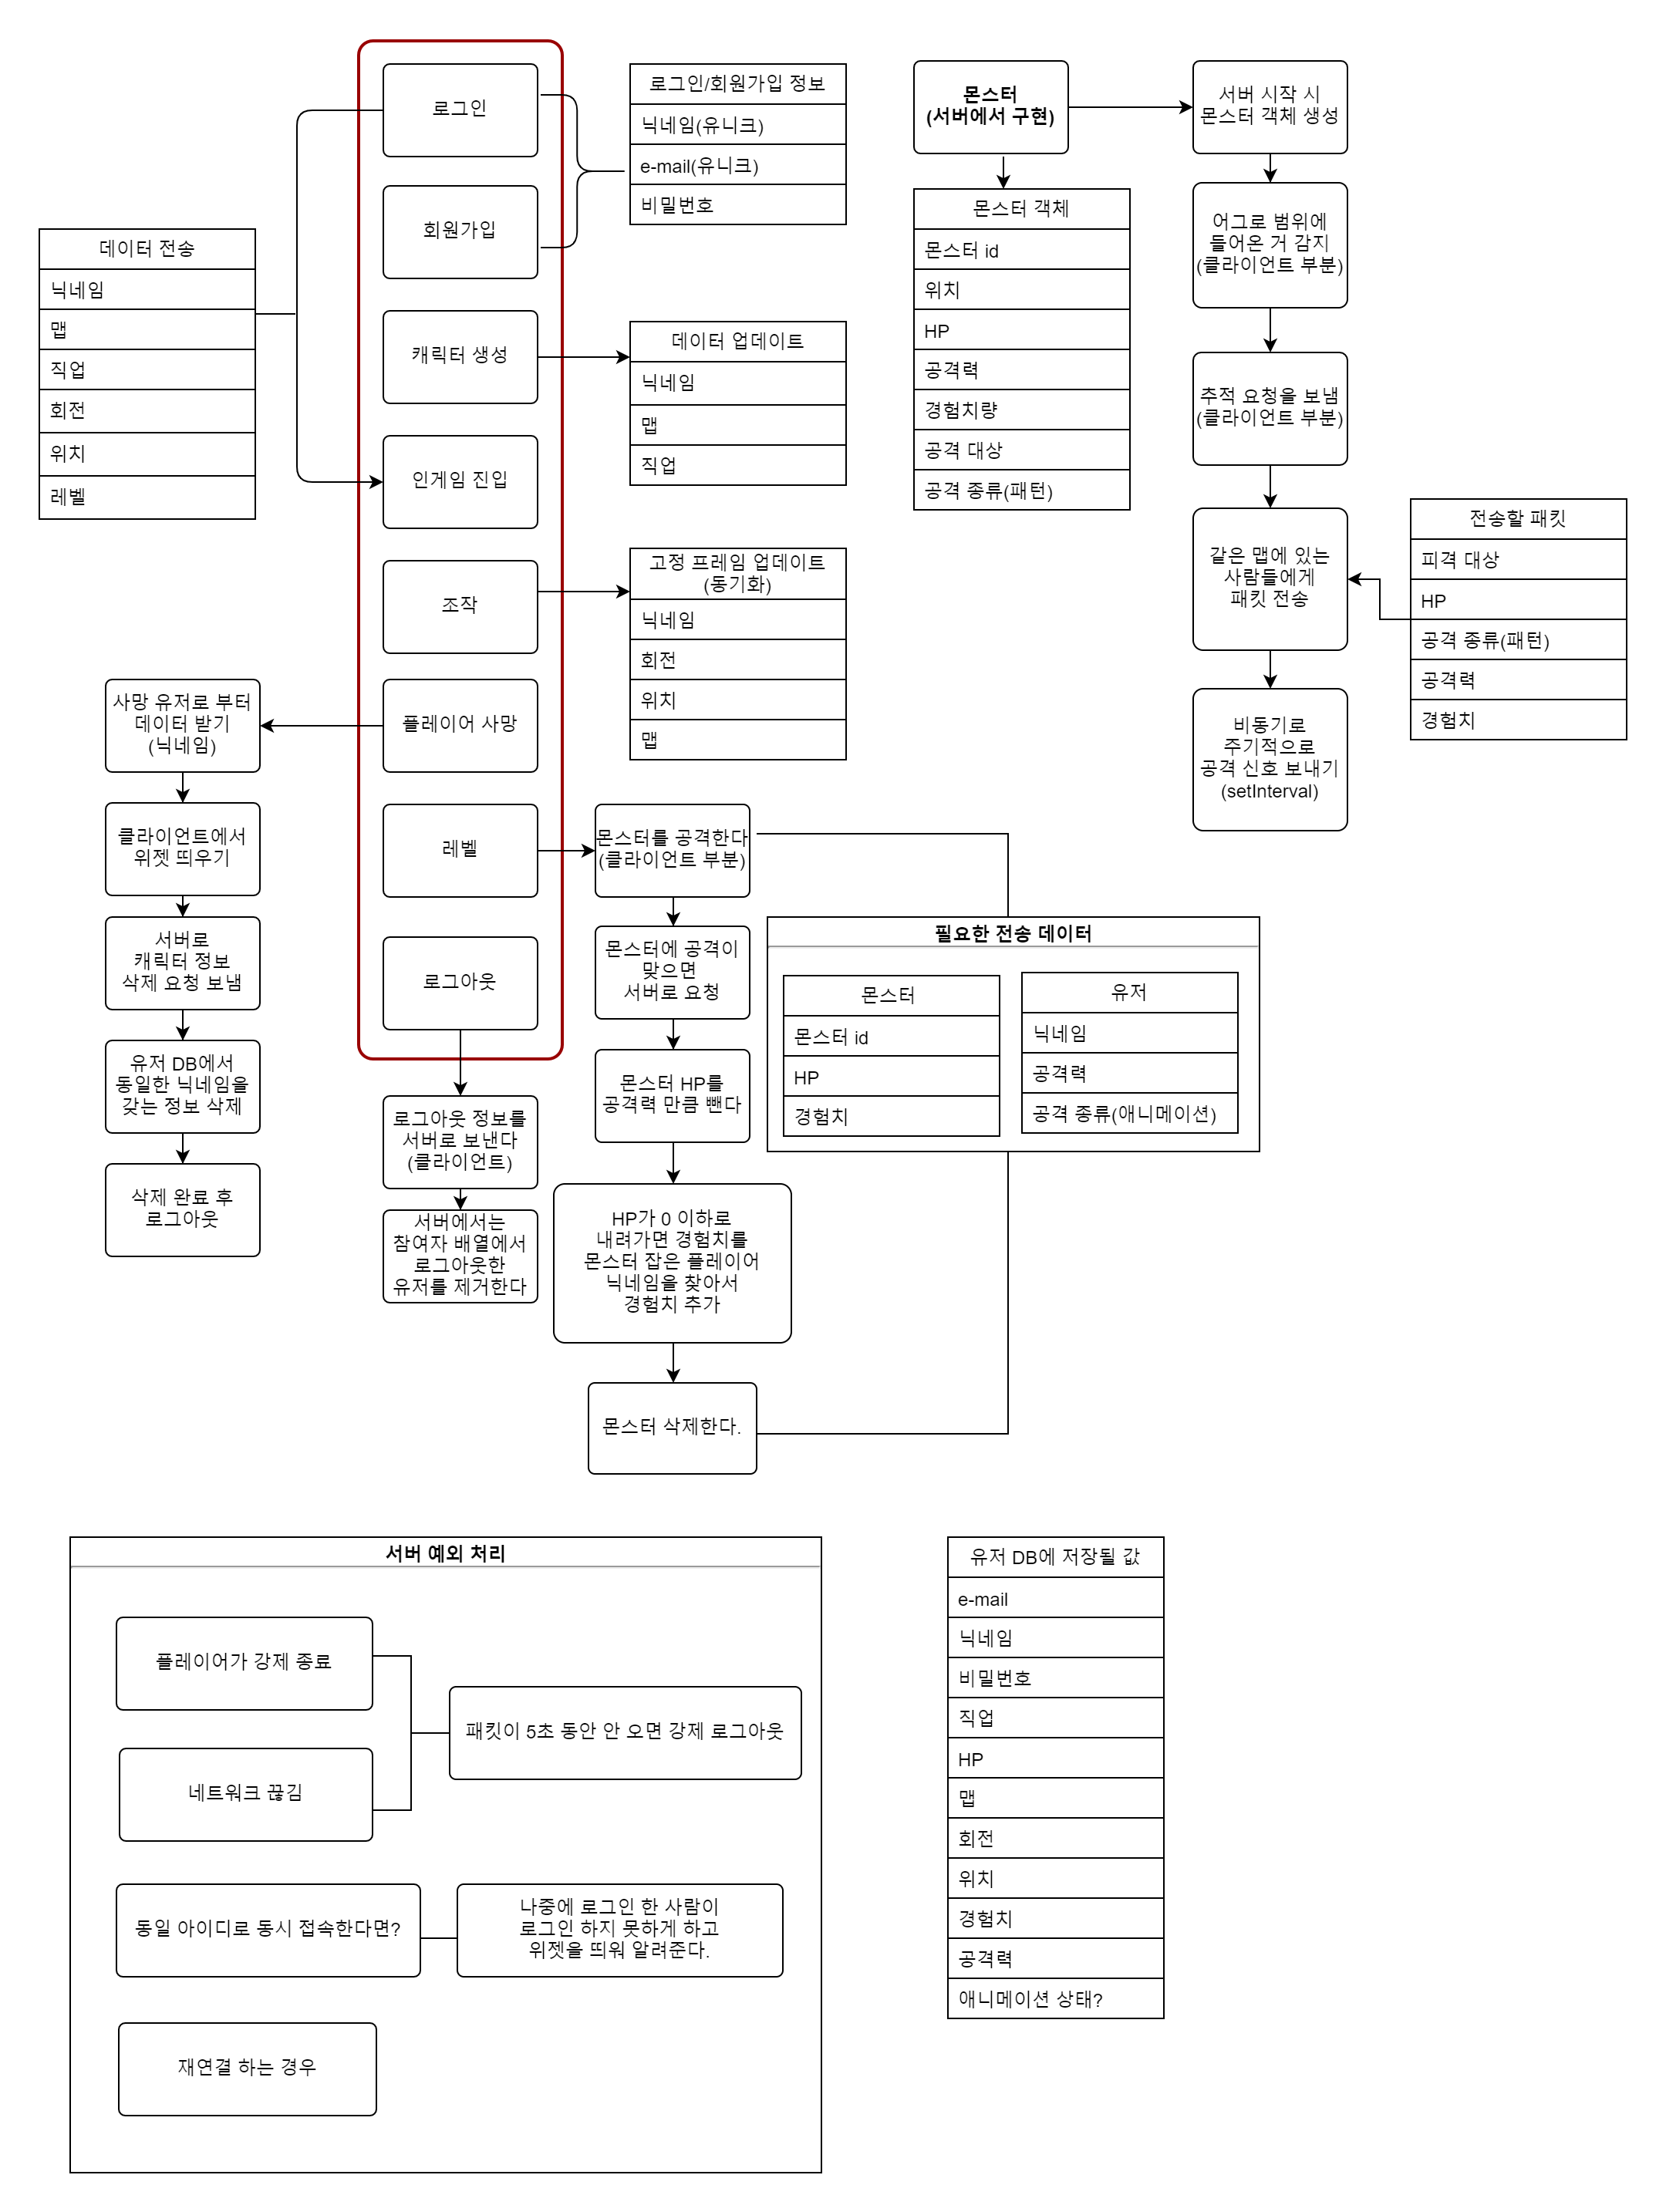 로그인
회원가입
캐릭터 생성
인게임 진입
조작
플레이어 사망
레벨
로그아웃
로그인/회원가입 정보
닉네임(유니크)
e-mail(유니크)
비밀번호
데이터 전송
닉네임
맵
직업
회전
위치
레벨
데이터 업데이트
닉네임
맵
직업
고정 프레임 업데이트
(동기화)
닉네임
회전
위치
맵
몬스터
(서버에서 구현)
몬스터 객체
몬스터 id
위치
HP
공격력
경험치량
공격 대상
공격 종류(패턴)
서버 시작 시
몬스터 객체 생성
어그로 범위에
들어온 거 감지
(클라이언트 부분)
추적 요청을 보냄
(클라이언트 부분)
같은 맵에 있는
사람들에게
패킷 전송
비동기로
주기적으로
공격 신호 보내기
(setInterval)
전송할 패킷
피격 대상
HP
공격 종류(패턴)
공격력
경험치
사망 유저로 부터
데이터 받기
(닉네임)
클라이언트에서
위젯 띄우기
서버로
캐릭터 정보
삭제 요청 보냄
유저 DB에서
동일한 닉네임을
갖는 정보 삭제
삭제 완료 후
로그아웃
로그아웃 정보를
서버로 보낸다
(클라이언트)
서버에서는
참여자 배열에서
로그아웃한
유저를 제거한다
몬스터를 공격한다
(클라이언트 부분)
몬스터에 공격이
맞으면
서버로 요청
몬스터 HP를
공격력 만큼 뺀다
HP가 0 이하로
내려가면 경험치를
몬스터 잡은 플레이어
닉네임을 찾아서
경험치 추가
몬스터 삭제한다.
필요한 전송 데이터
몬스터
몬스터 id
HP
경험치
유저
닉네임
공격력
공격 종류(애니메이션)
서버 예외 처리
플레이어가 강제 종료
네트워크 끊김
패킷이 5초 동안 안 오면 강제 로그아웃
동일 아이디로 동시 접속한다면?
나중에 로그인 한 사람이
로그인 하지 못하게 하고
위젯을 띄워 알려준다.
재연결 하는 경우
유저 DB에 저장될 값
e-mail
닉네임
비밀번호
직업
HP
맵
회전
위치
경험치
공격력
애니메이션 상태?